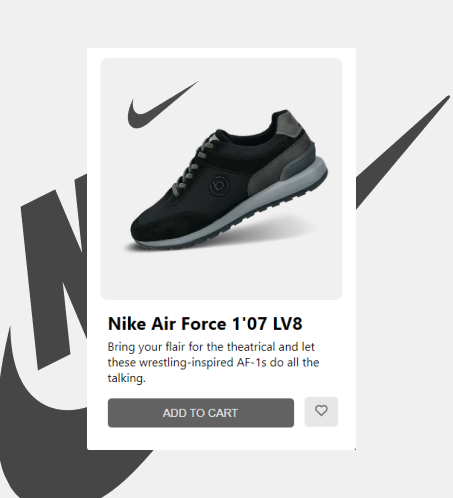 Nike Air Force 1'07 LV8
Bring your flair for the theatrical and let
these wrestling-inspired AF-1s do all the
talking.
ADD TO CART